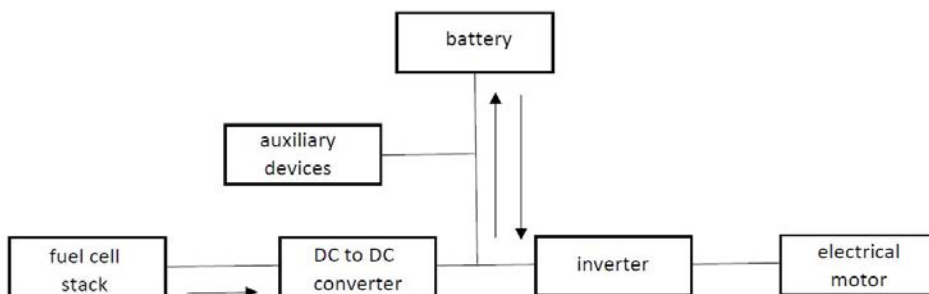 battery
auxiliary
devices
fuel cell
stack
DC to DC
converter
inverter
electrical
motor